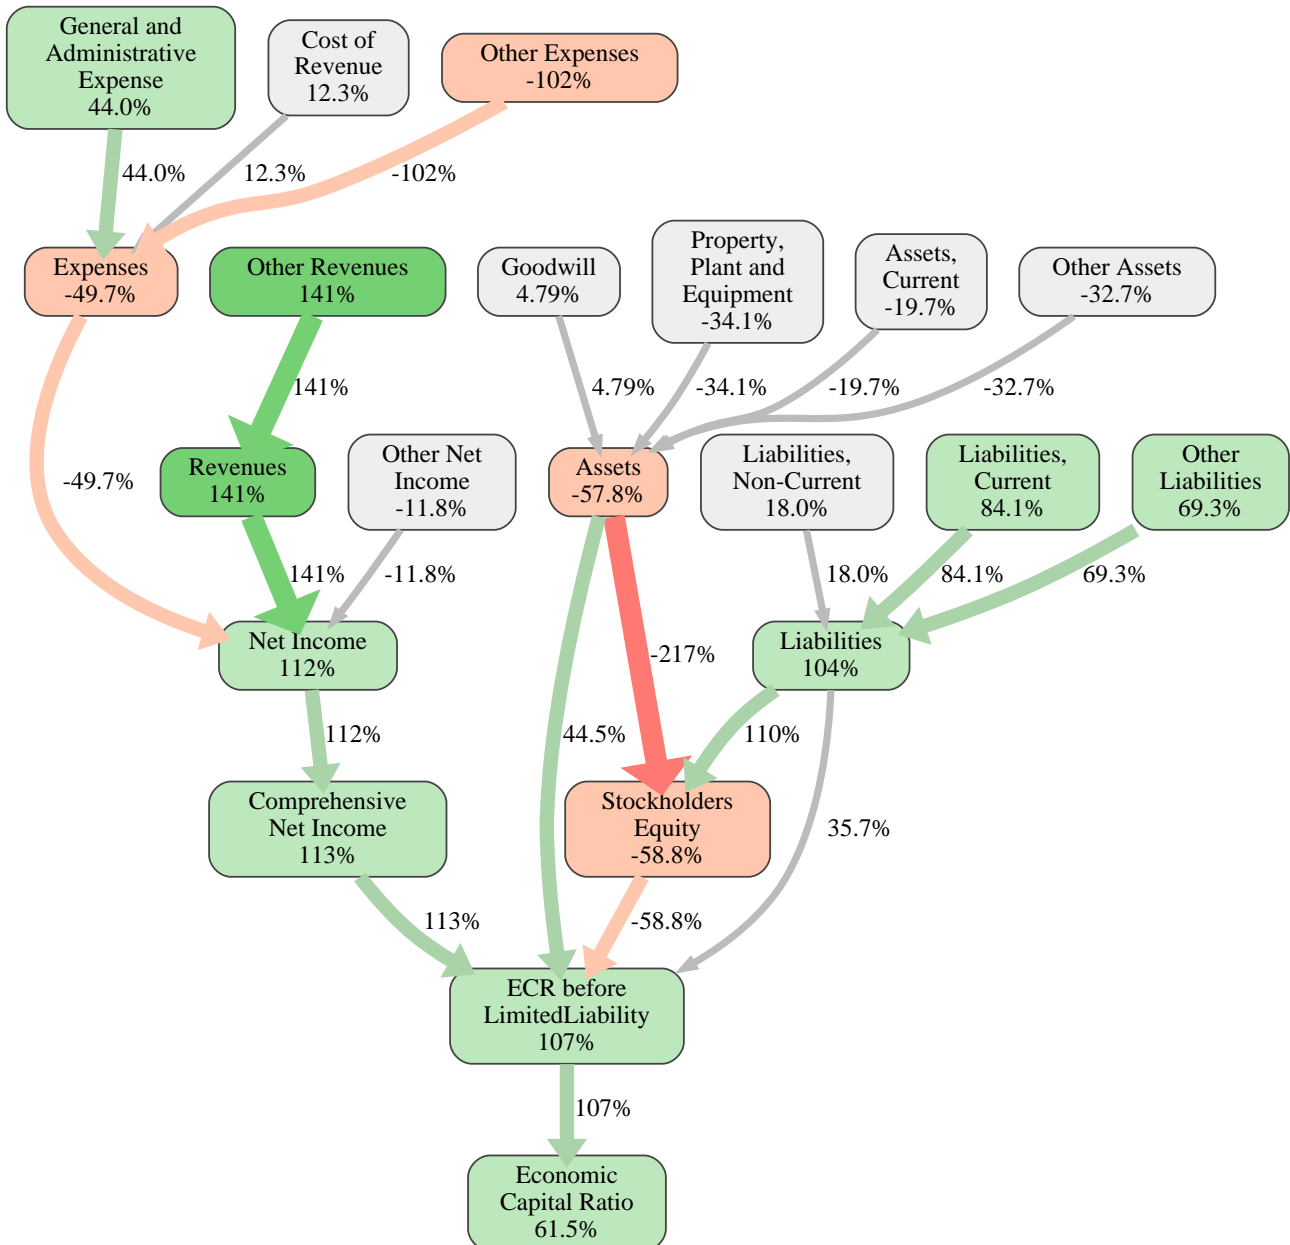 General and
Administrative
Expense
44.0%
Cost of
Revenue
12.3%
Other Expenses
-102%
44.0%
12.3%
-102%
Expenses
-49.7%
Other Revenues
141%
Goodwill
4.79%
Property,
Plant and
Equipment
-34.1%
Assets,
Current
-19.7%
Other Assets
-32.7%
141%
4.79%
-34.1%
-19.7%
-32.7%
-49.7%
Revenues
141%
Other Net
Income
-11.8%
Assets
-57.8%
Liabilities,
Non-Current
18.0%
Liabilities,
Current
84.1%
Other
Liabilities
69.3%
141%
-11.8%
18.0%
84.1%
69.3%
Net Income
112%
-217%
Liabilities
104%
112%
44.5%
110%
35.7%
Comprehensive
Net Income
113%
Stockholders
Equity
-58.8%
113%
-58.8%
ECR before
LimitedLiability
107%
107%
Economic
Capital Ratio
61.5%